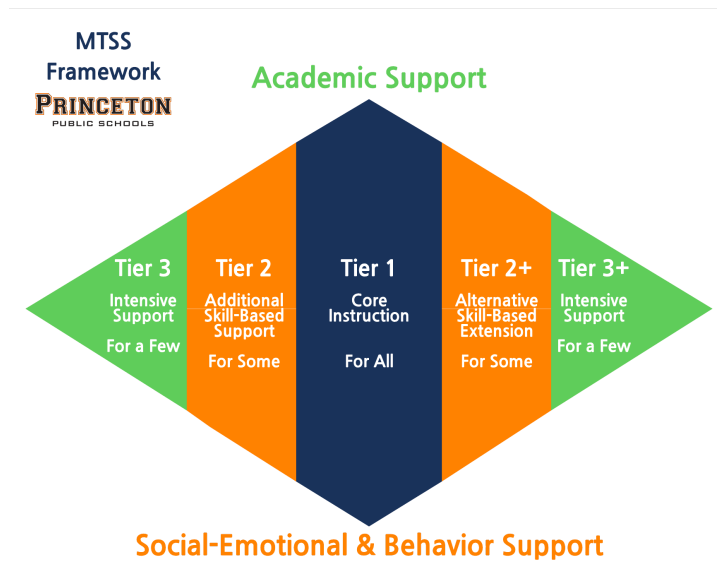 MTSS
Framework
PRINCETON
PUBLIC SCHOOLS
Academic Support
Tier 3
Intensive
Support
For a Few
Tier 2
Additional
Skill-Based
Support
For Some
Tier 1
Core
Instruction
For All
Tier 2+
Alternative
Skill-Based
Extension
For Some
Tier 3+
Intensive
Support
For a Few
Social-Emotional & Behavior Support